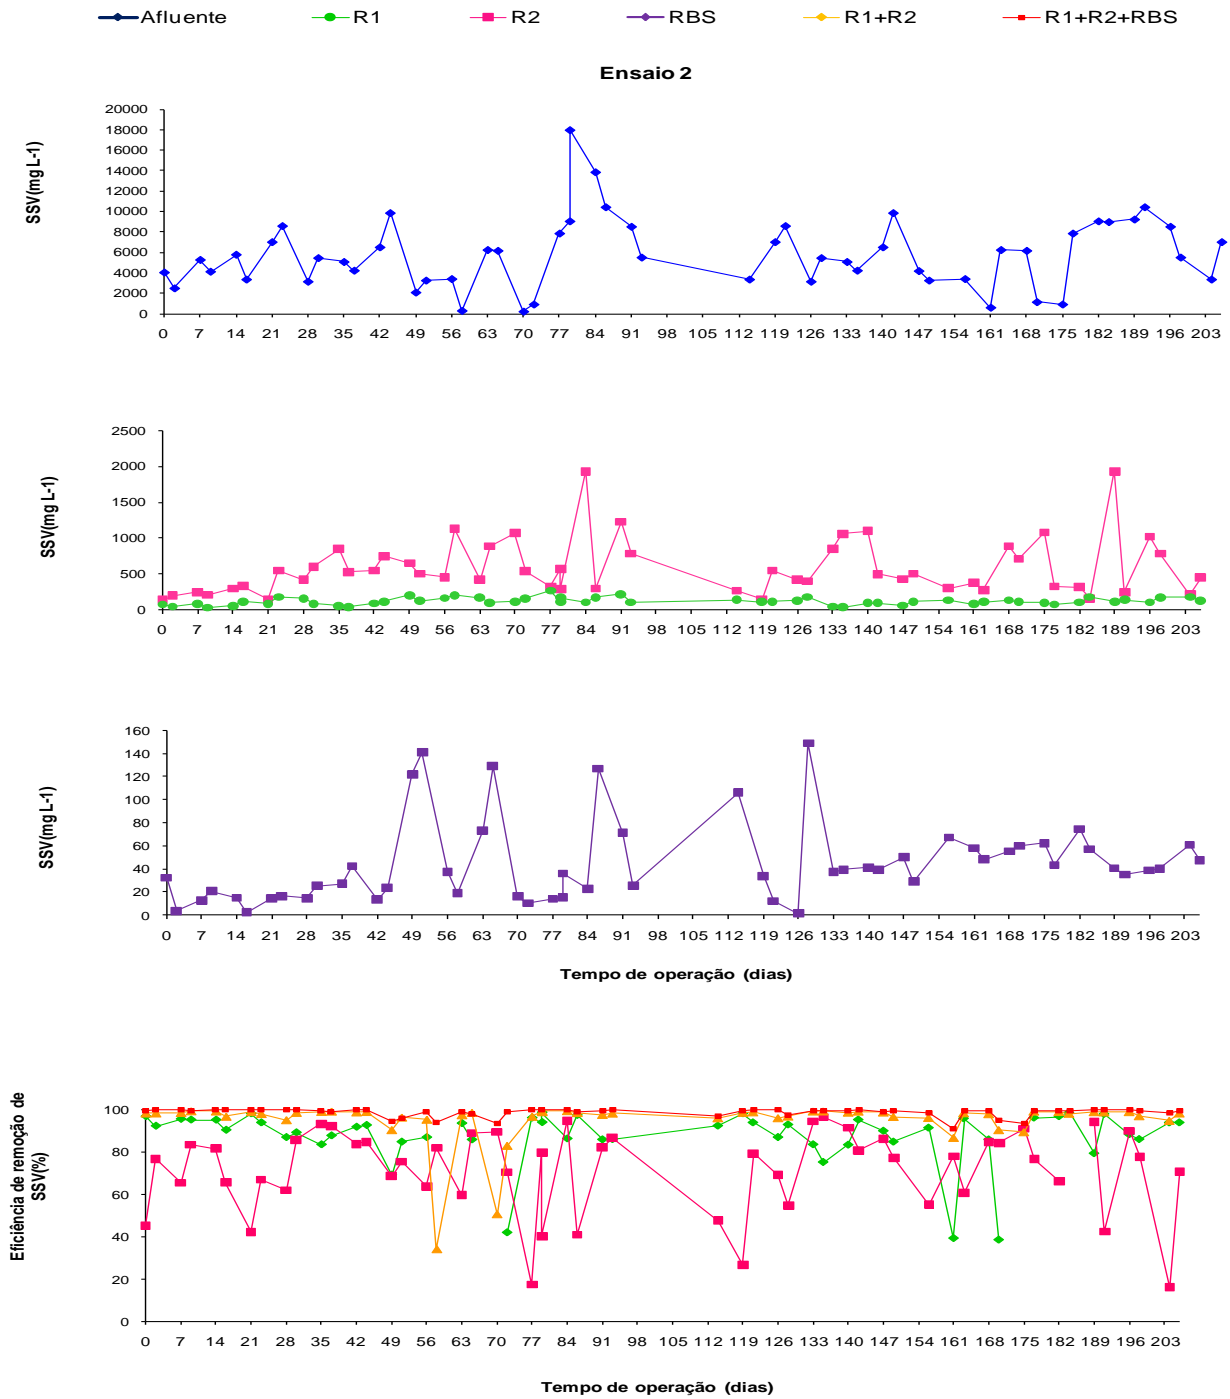 Afluente R1 R2 RBS R1+R2 R1+R2+RBS
Ensaio 2
SSV(mg L-1)
20000
18000
16000
14000
12000
10000
8000
6000
4000
2000
0
0 7 14 21 28 35 42 49 56 63 70 77 84 91 98 105 112 119 126 133 140 147 154 161 168 175 182 189 196 203
SSV(mg L-1)
2500
2000
1500
1000
500
0
0 7 14 21 28 35 42 49 56 63 70 77 84 91 98 105 112 119 126 133 140 147 154 161 168 175 182 189 196 203
SSV(mg L-1)
160
140
120
100
80
60
40
20
0
0 7 14 21 28 35 42 49 56 63 70 77 84 91 98 105 112 119 126 133 140 147 154 161 168 175 182 189 196 203
Tempo de operação (dias)
Eficiência de remoção de
SSV(%)
100
80
60
40
20
0
0 7 14 21 28 35 42 49 56 63 70 77 84 91 98 105 112 119 126 133 140 147 154 161 168 175 182 189 196 203
Tempo de operação (dias)